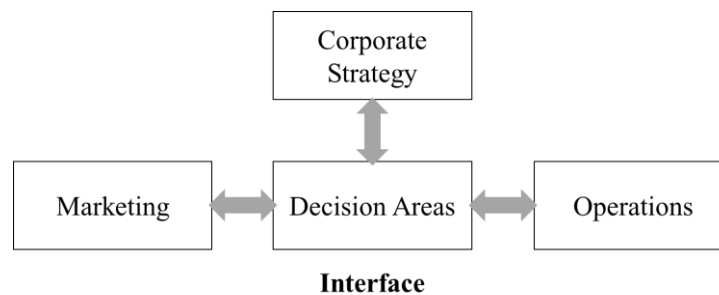 Corporate
Strategy
Marketing
Decision Areas
Operations
Interface